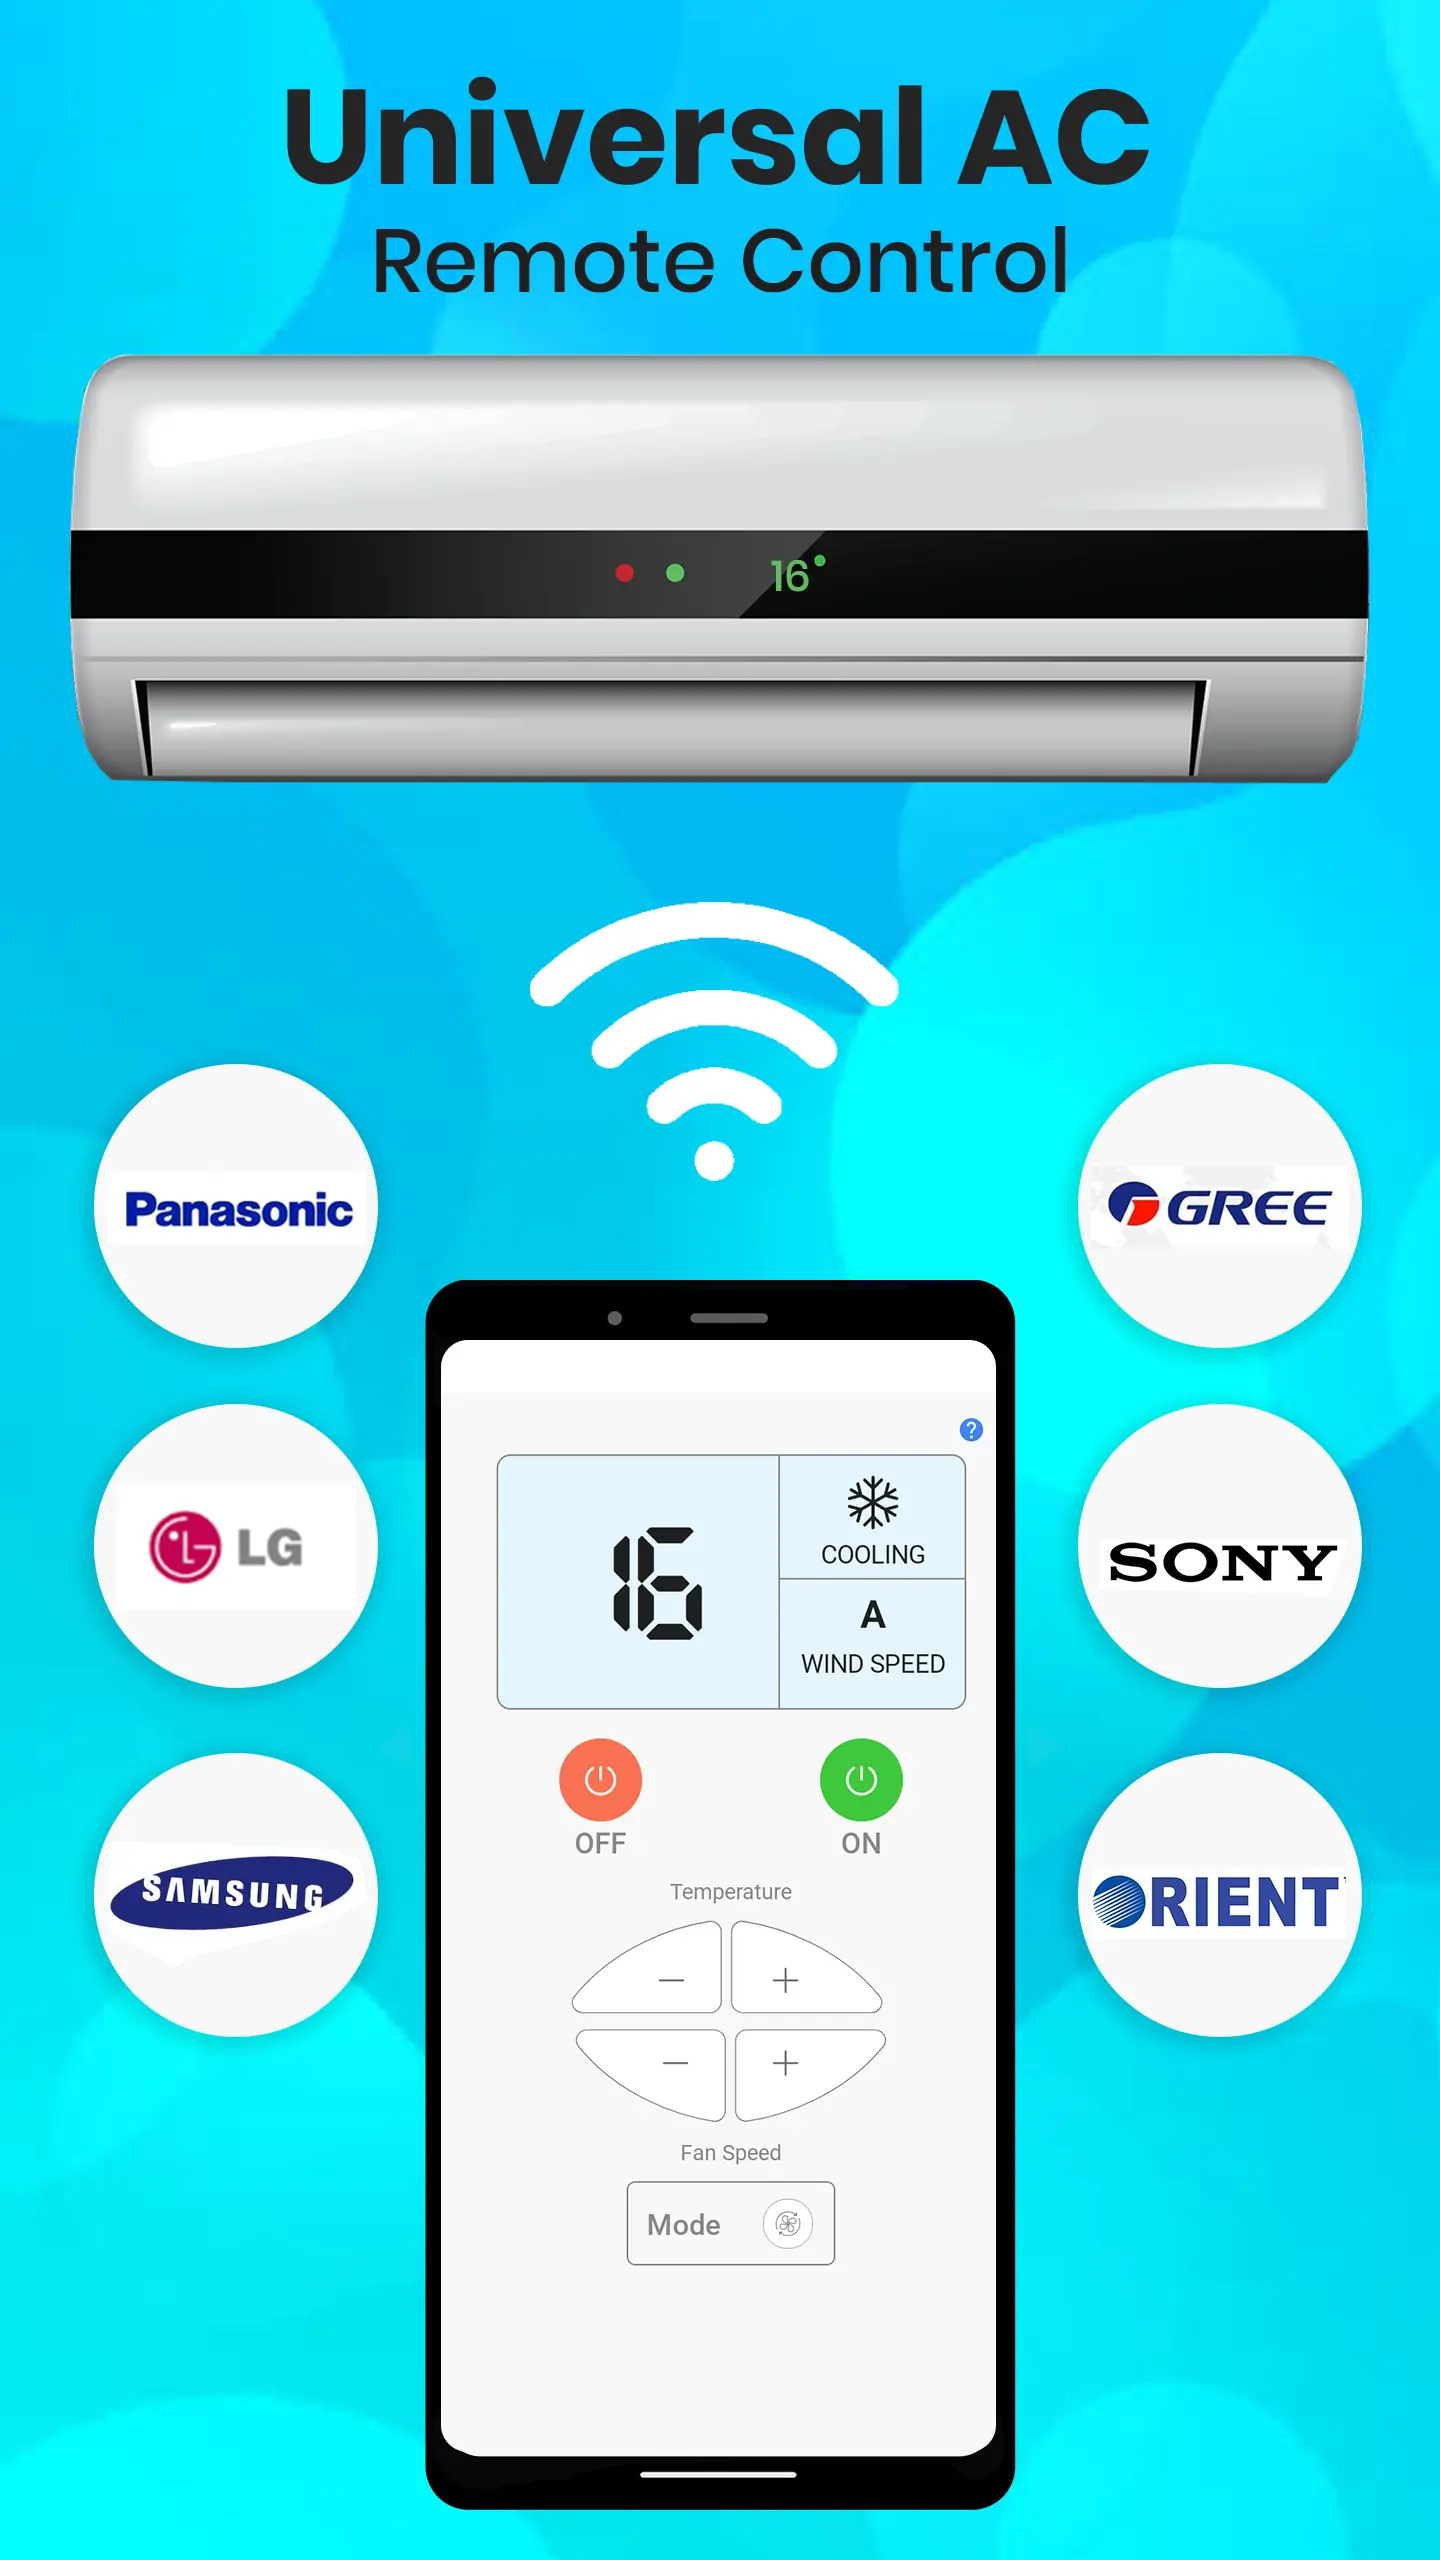 Universal AC
Remote Control
16°
Panasonic
GREE
LG
SONY
SAMSUNG
ORIENT
?
16
COOLING
A
WIND SPEED
OFF
ON
Temperature
− +
− +
Fan Speed
Mode